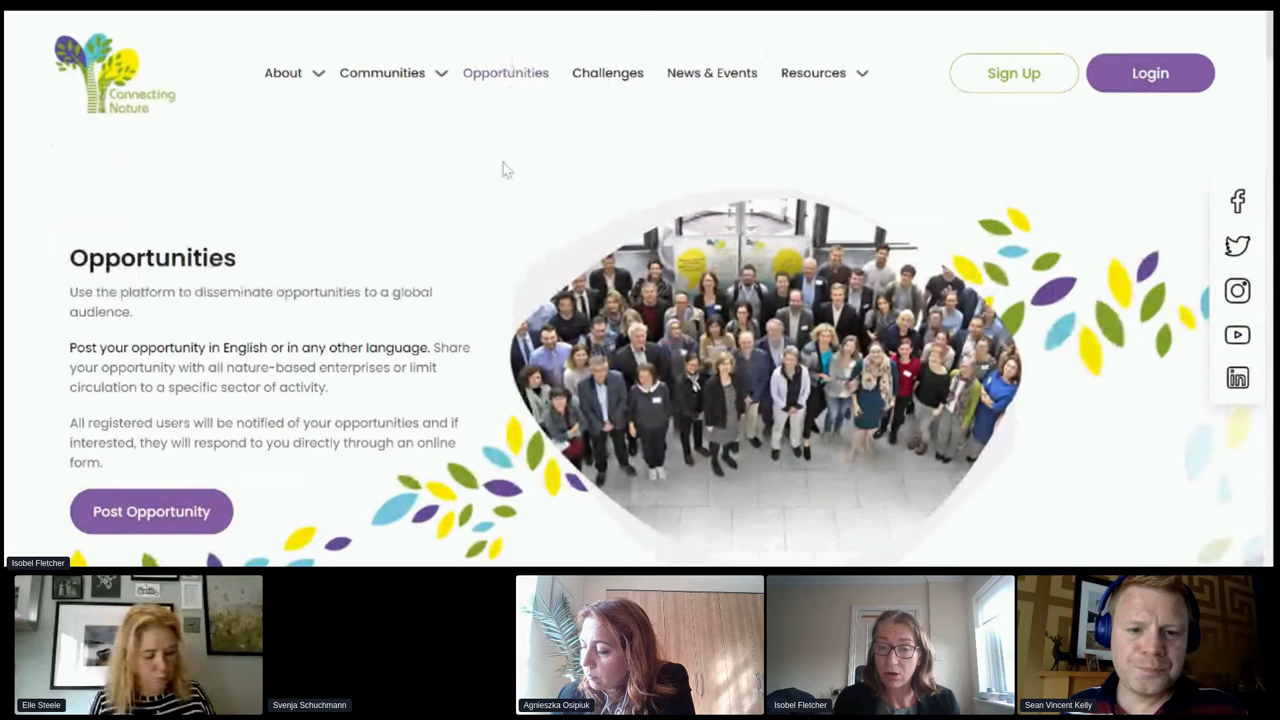 Connecting
Nature
About
Communities
Opportunities
Challenges
News & Events
Resources
Sign Up
Login
Opportunities
Use the platform to disseminate opportunities to a global
audience.
Post your opportunity in English or in any other language. Share
your opportunity with all nature-based enterprises or limit
circulation to a specific sector of activity.
All registered users will be notified of your opportunities and if
interested, they will respond to you directly through an online
form.
Post Opportunity
Isobel Fletcher
Elle Steele
Svenja Schuchmann
Agnieszka Osipiuk
Isobel Fletcher
Sean Vincent Kelly